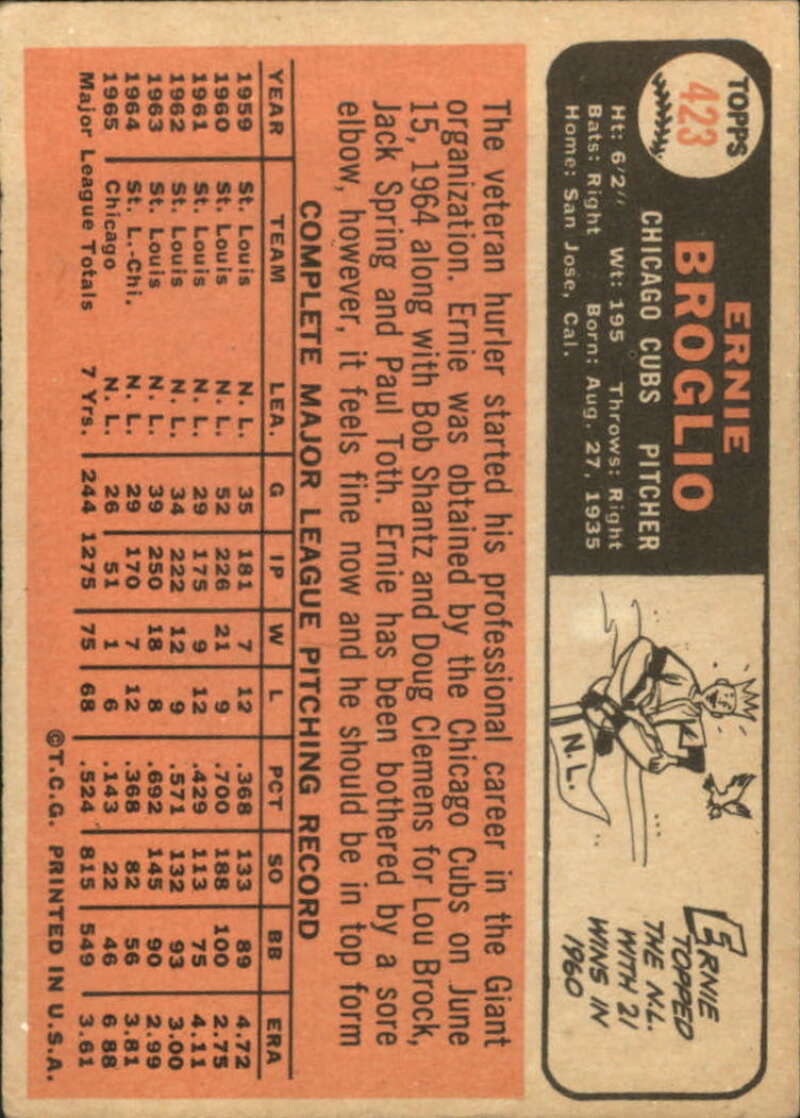 TOPPS
423
ERNIE
BROGLIO
CHICAGO CUBS PITCHER
Ht: 6'2" Wt: 195 Throws: Right
Bats: Right Born: Aug. 27, 1935
Home: San Jose, Cal.
N.L.
ERNIE
TOPPED
THE N.L.
WITH 21
WINS IN
1960
The veteran hurler started his professional career in the Giant
organization. Ernie was obtained by the Chicago Cubs on June
15, 1964 along with Bob Shantz and Doug Clemens for Lou Brock,
Jack Spring and Paul Toth. Ernie has been bothered by a sore
elbow, however, it feels fine now and he should be in top form
COMPLETE MAJOR LEAGUE PITCHING RECORD
YEAR TEAM LEA. G IP W L PCT SO BB ERA
1959 St. Louis N. L. 35 181 7 12 .368 133 89 4.72
1960 St. Louis N. L. 52 226 21 9 .700 188 100 2.75
1961 St. Louis N. L. 29 175 9 12 .429 113 75 4.11
1962 St. Louis N. L. 34 222 12 9 .571 132 93 3.00
1963 St. Louis N. L. 39 250 18 8 .692 145 90 2.99
1964 St. L.-Chi. N. L. 29 170 7 12 .368 82 56 3.81
1965 Chicago N. L. 26 51 1 6 .143 22 46 6.88
Major League Totals 7 Yrs. 244 1275 75 68 .524 815 549 3.61
©T.C.G. PRINTED IN U.S.A.